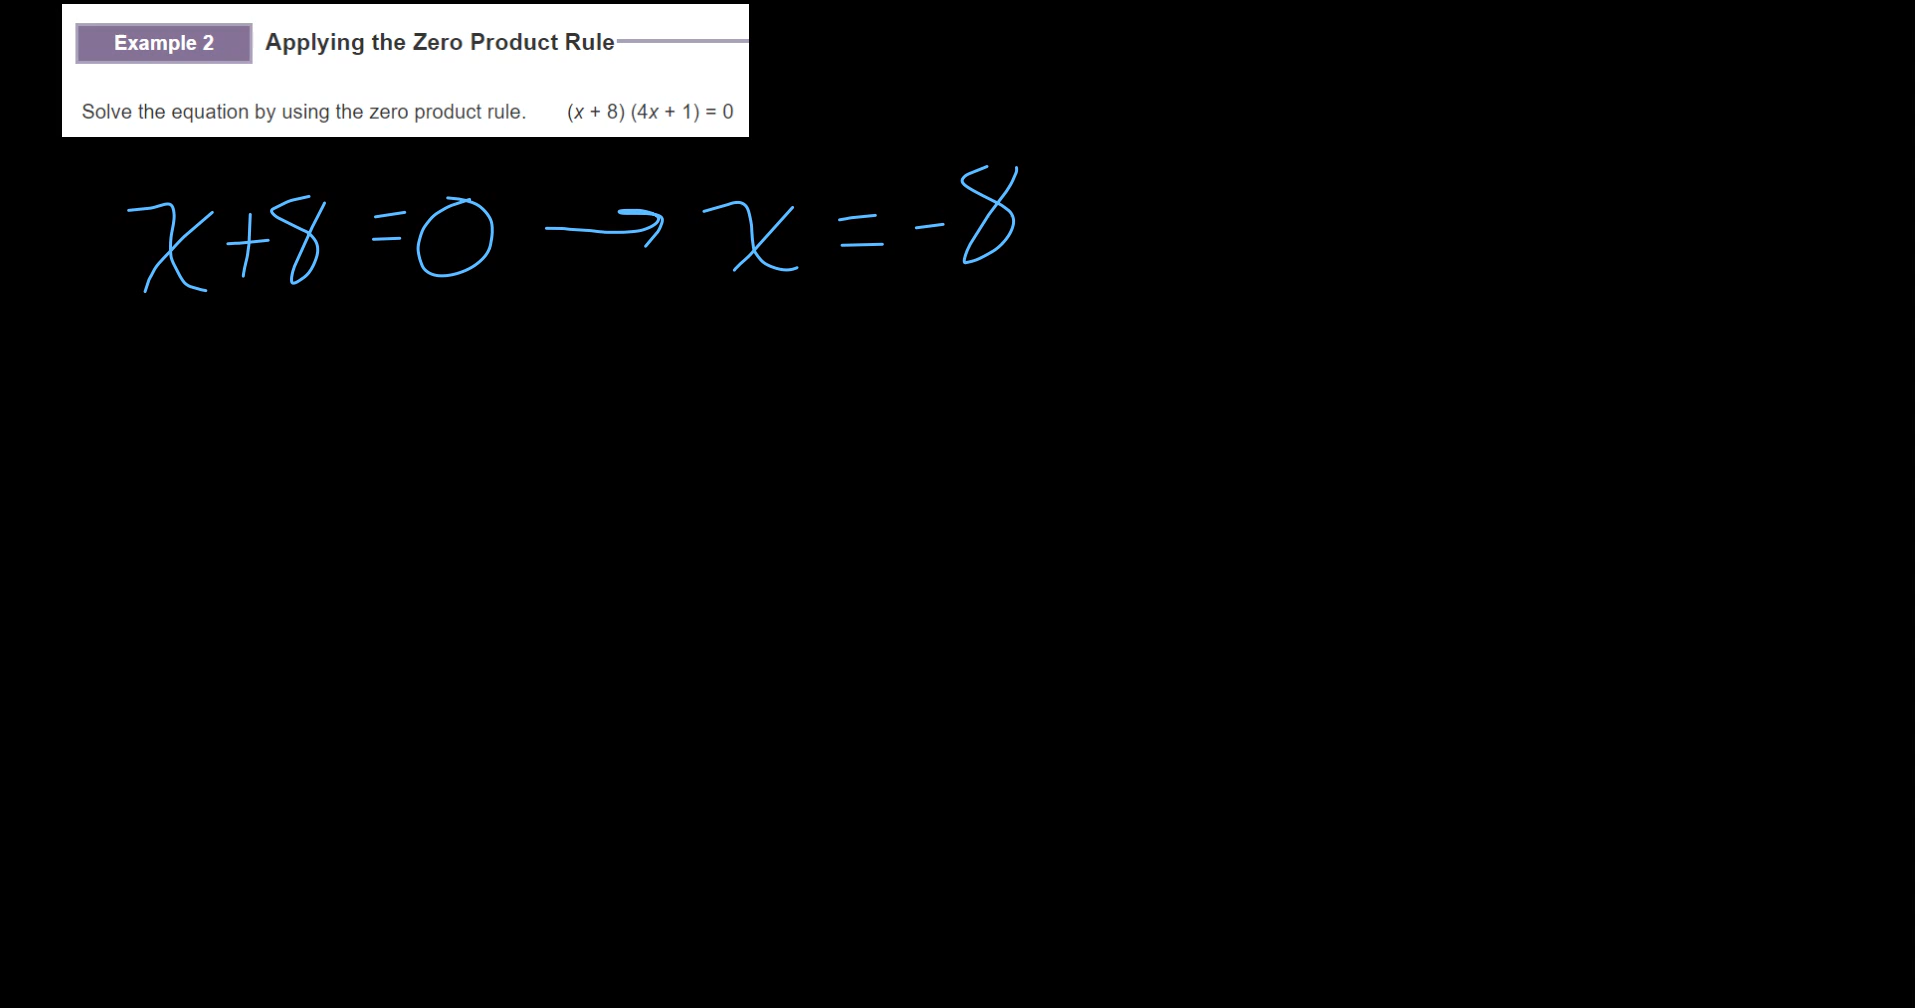 Example 2 Applying the Zero Product Rule
Solve the equation by using the zero product rule. (x + 8) (4x + 1) = 0
x+8 =0 → x = -8